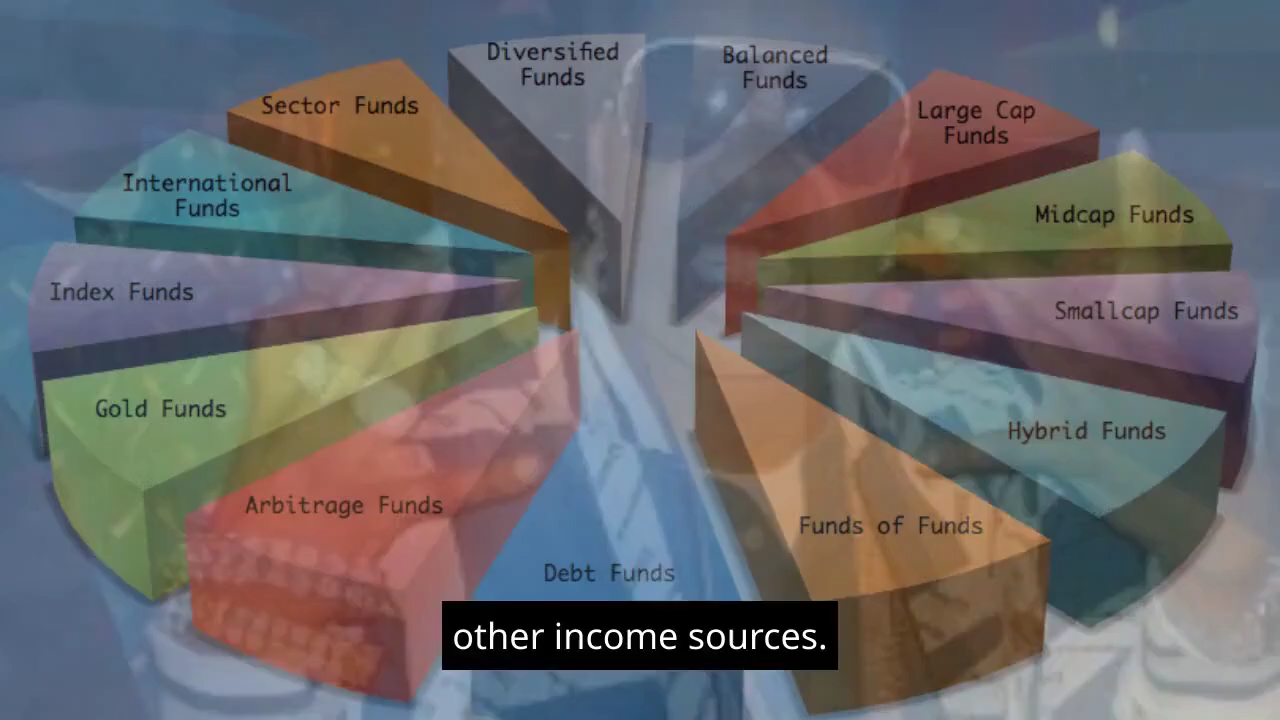 Diversified
Funds
Balanced
Funds
Sector Funds
Large Cap
Funds
International
Funds
Midcap Funds
Index Funds
Smallcap Funds
Gold Funds
Hybrid Funds
Arbitrage Funds
Funds of Funds
Debt Funds
other income sources.